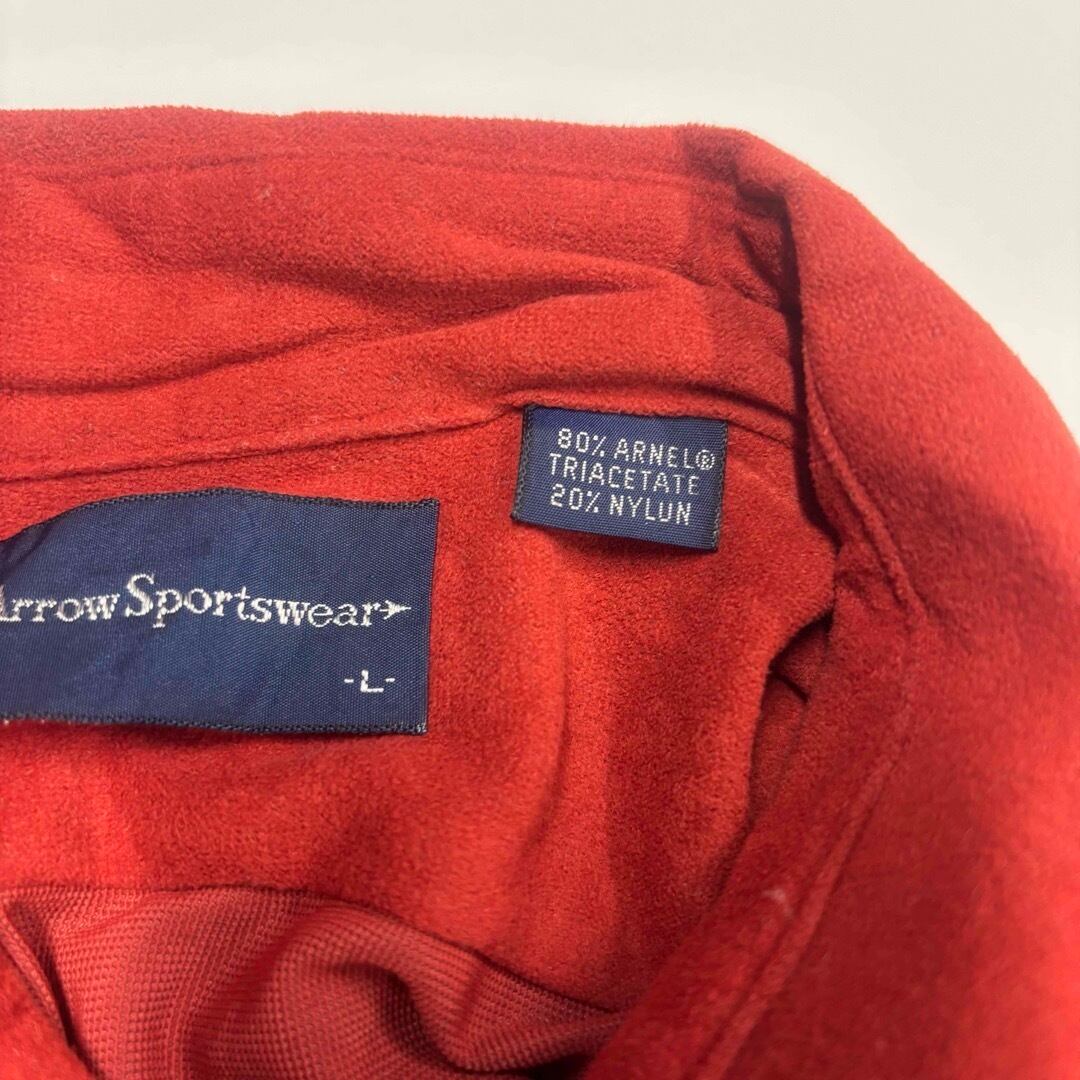 80% ARNEL®
TRIACETATE
20% NYLUN
Arrow Sportswear
-L-